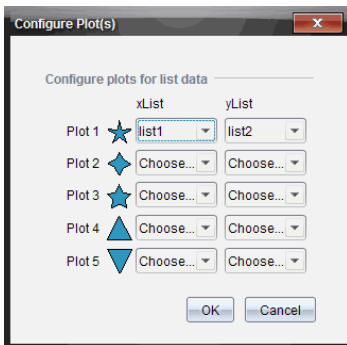 Configure Plot(s)
Configure plots for list data
xList yList
Plot 1 list1 list2
Plot 2 Choose... Choose...
Plot 3 Choose... Choose...
Plot 4 Choose... Choose...
Plot 5 Choose... Choose...
OK Cancel